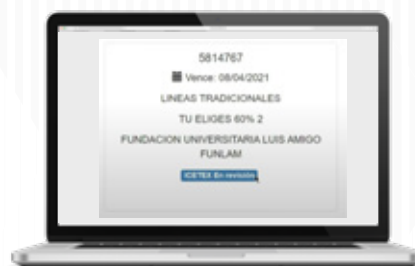 5814767
Vence: 08/04/2021
LINEAS TRADICIONALES
TU ELIGES 60% 2
FUNDACION UNIVERSITARIA LUIS AMIGO
FUNLAM
ICETEX En revisión